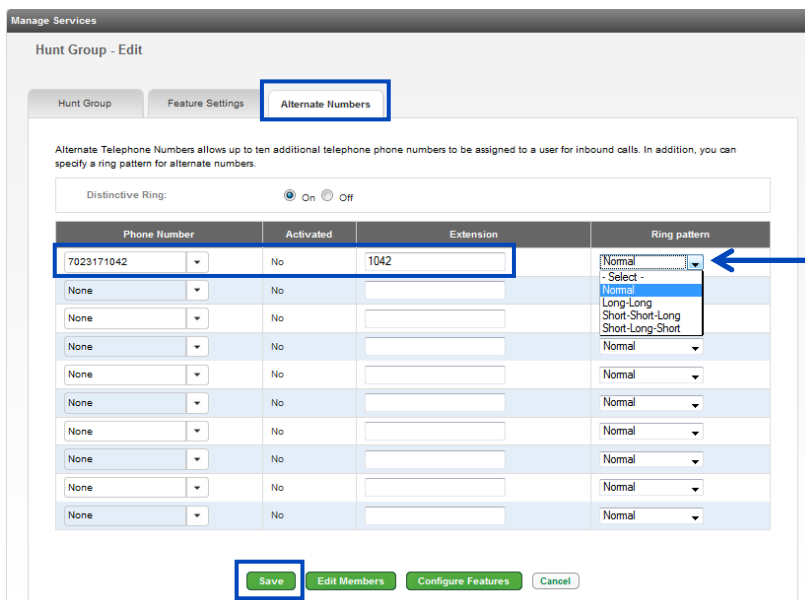 Manage Services
Hunt Group - Edit
Hunt Group Feature Settings Alternate Numbers
Alternate Telephone Numbers allows up to ten additional telephone phone numbers to be assigned to a user for inbound calls. In addition, you can
specify a ring pattern for alternate numbers.
Distinctive Ring: On Off
Phone Number Activated Extension Ring pattern
7023171042 No 1042 Normal
- Select -
Normal
Long-Long
Short-Short-Long
Short-Long-Short
None No
None No
None No Normal
None No Normal
None No Normal
None No Normal
None No Normal
None No Normal
None No Normal
Save Edit Members Configure Features Cancel